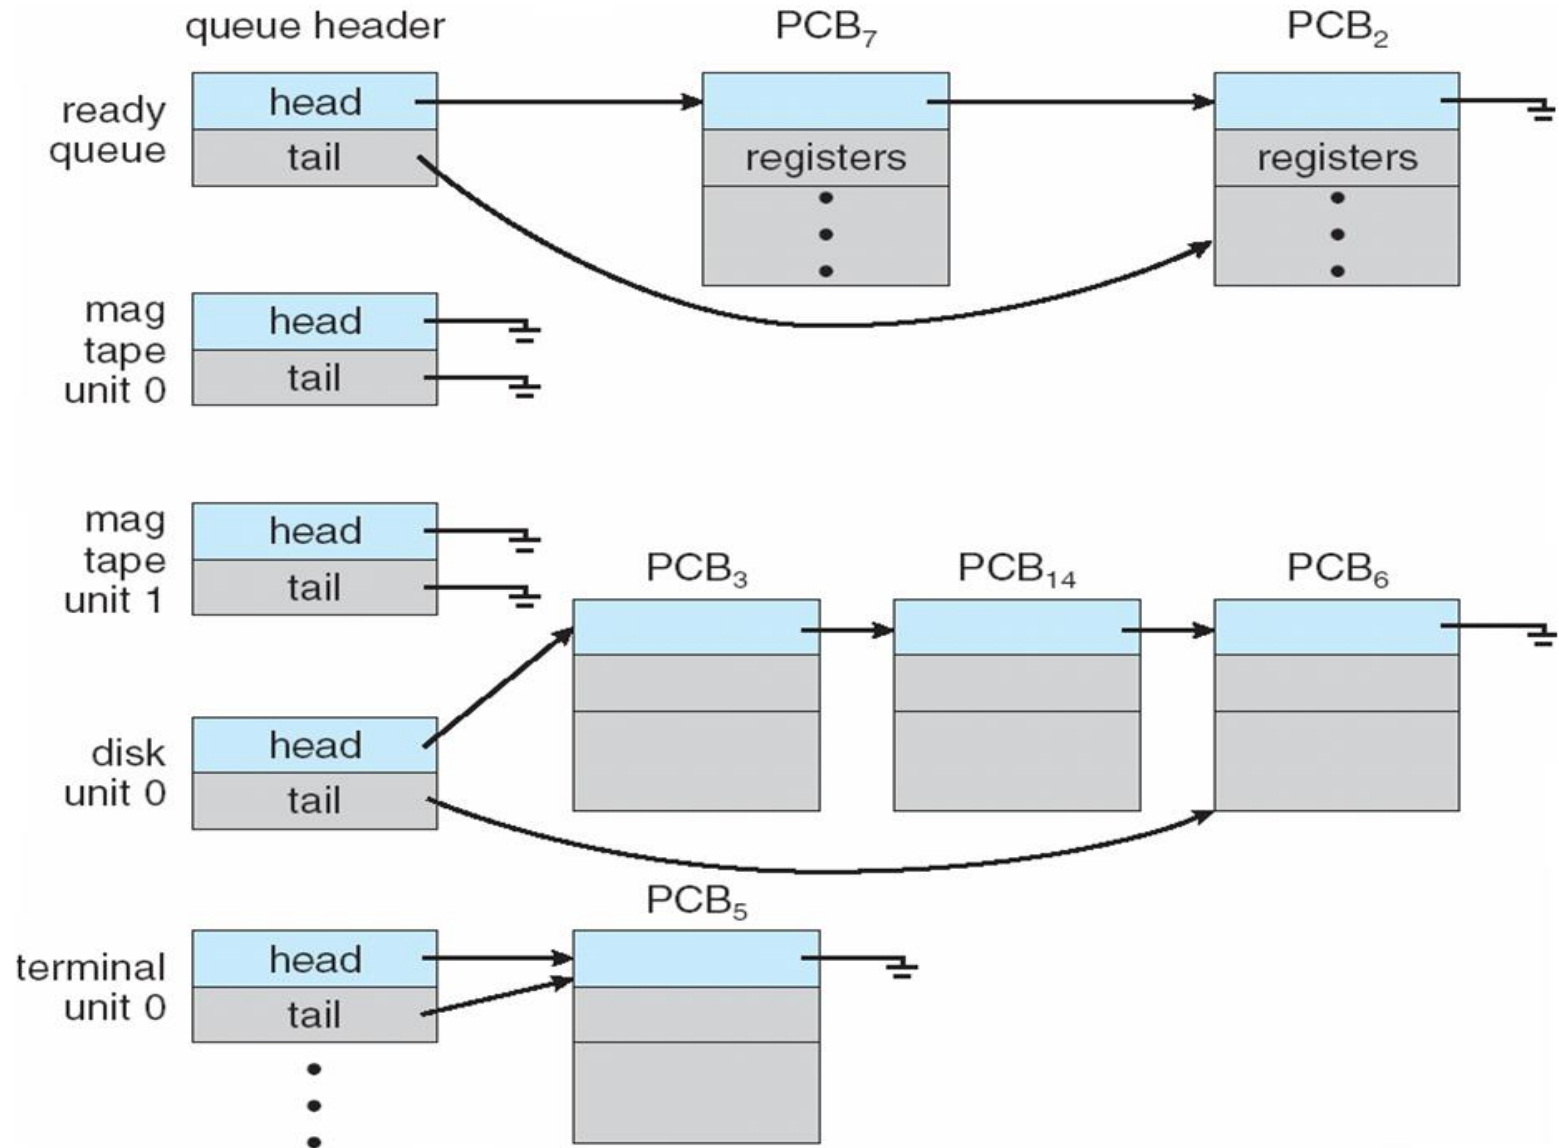 queue header
PCB₇
PCB₂
ready
queue
head
tail
registers
registers
mag
tape
unit 0
head
tail
mag
tape
unit 1
head
tail
PCB₃
PCB₁₄
PCB₆
disk
unit 0
head
tail
PCB₅
terminal
unit 0
head
tail